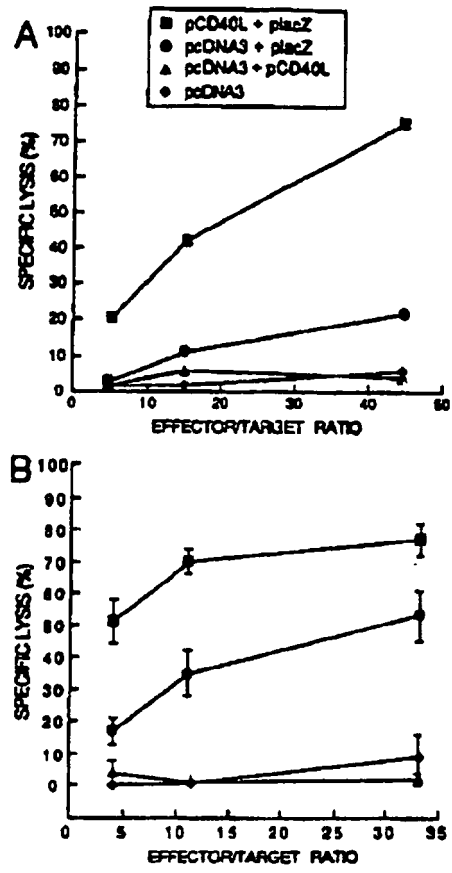 A
pCD40L + placZ
pcDNA3 + placZ
pcDNA3 + pCD40L
pcDNA3
100
90
80
70
60
50
40
30
20
10
0
SPECIFIC LYSIS (%)
0 10 20 30 40 50
EFFECTOR/TARGET RATIO
B
100
90
80
70
60
50
40
30
20
10
0
SPECIFIC LYSIS (%)
0 5 10 15 20 25 30 35
EFFECTOR/TARGET RATIO